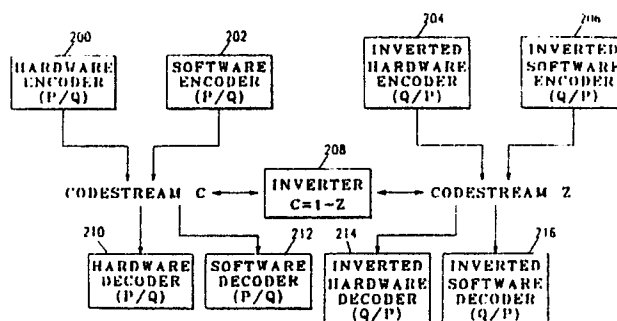 200
202
204
206
HARDWARE
ENCODER
(P/Q)
SOFTWARE
ENCODER
(P/Q)
INVERTED
HARDWARE
ENCODER
(Q/P)
INVERTED
SOFTWARE
ENCODER
(Q/P)
208
CODESTREAM C
INVERTER
C=1-Z
CODESTREAM Z
210
212
214
216
HARDWARE
DECODER
(P/Q)
SOFTWARE
DECODER
(P/Q)
INVERTED
HARDWARE
DECODER
(Q/P)
INVERTED
SOFTWARE
DECODER
(Q/P)